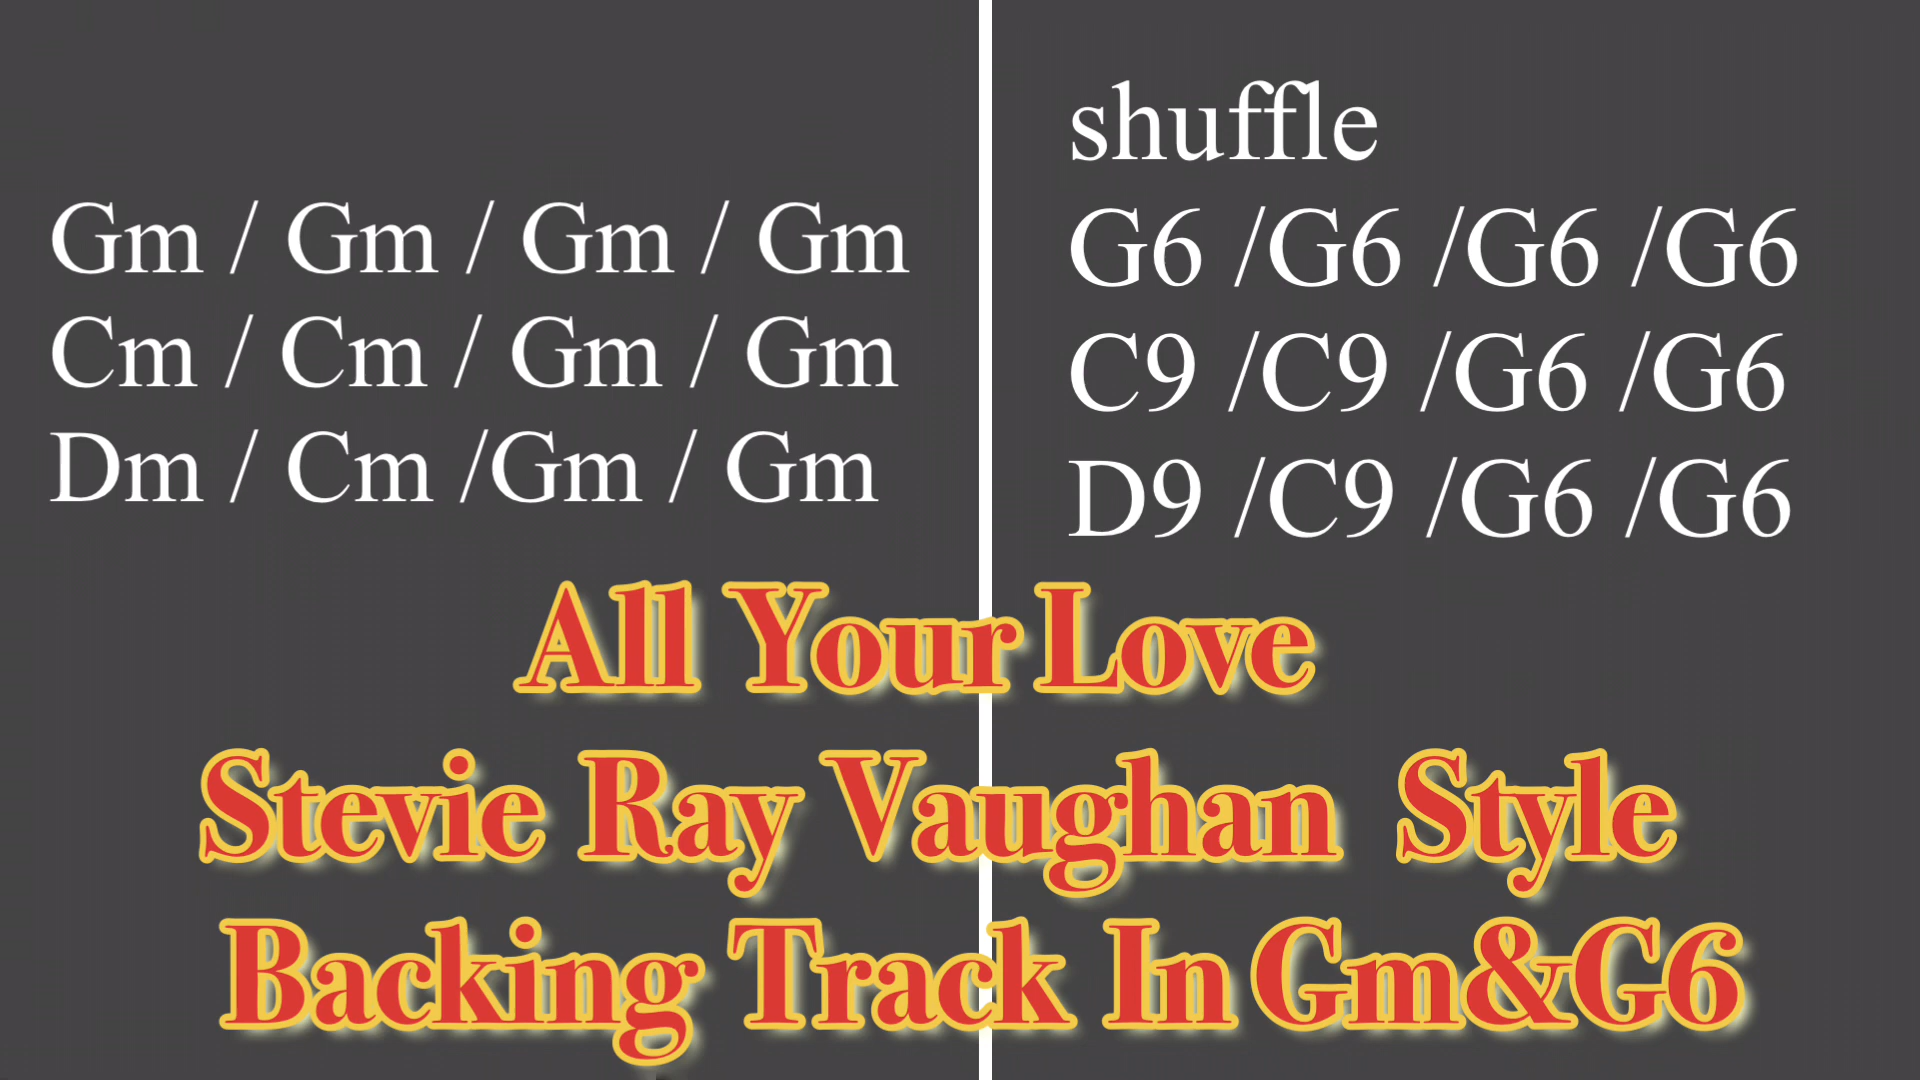 Gm / Gm / Gm / Gm
Cm / Cm / Gm / Gm
Dm / Cm /Gm / Gm
shuffle
G6 /G6 /G6 /G6
C9 /C9 /G6 /G6
D9 /C9 /G6 /G6
All Your Love
Stevie Ray Vaughan Style
Backing Track In Gm&G6